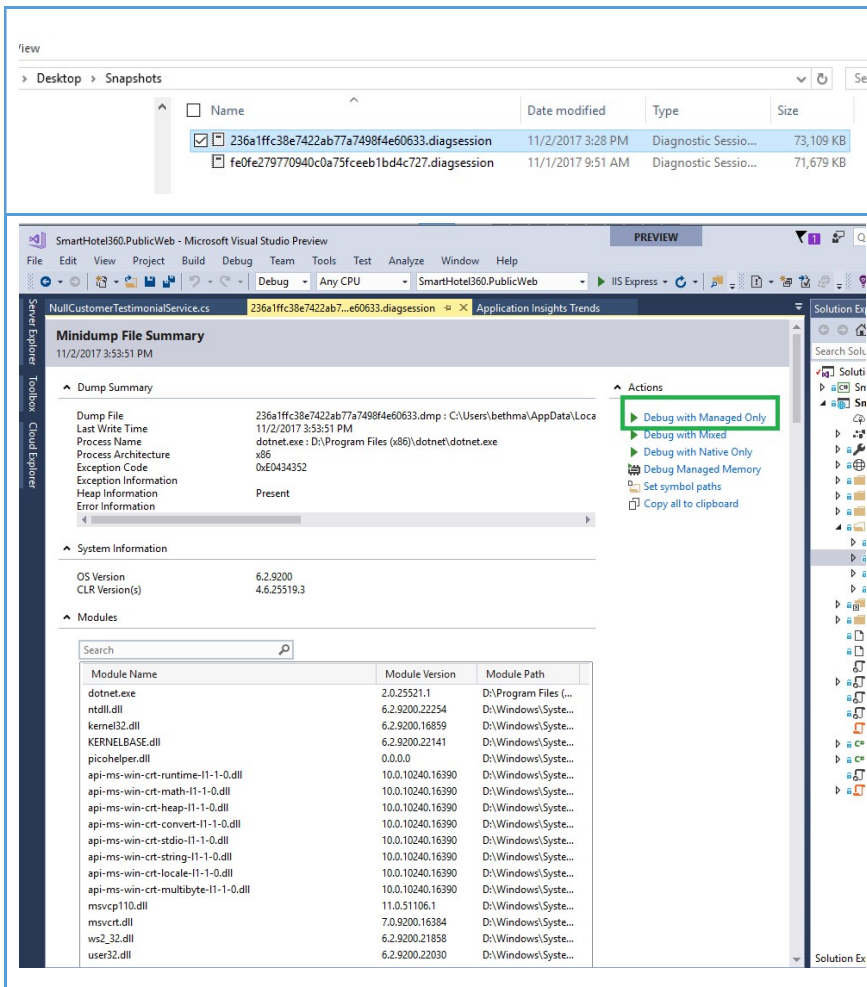 View
> Desktop > Snapshots Se
Name Date modified Type Size
236a1ffc38e7422ab77a7498f4e60633.diagsession 11/2/2017 3:28 PM Diagnostic Sessio... 73,109 KB
fe0fe279770940c0a75fceeb1bd4c727.diagsession 11/1/2017 9:51 AM Diagnostic Sessio... 71,679 KB
SmartHotel360.PublicWeb - Microsoft Visual Studio Preview PREVIEW 1 Q
File Edit View Project Build Debug Team Tools Test Analyze Window Help
Debug Any CPU SmartHotel360.PublicWeb IIS Express
Server Explorer
Toolbox
Cloud Explorer
NullCustomerTestimonialService.cs 236a1ffc38e7422ab7...e60633.diagsession Application Insights Trends Solution Ex
Minidump File Summary
11/2/2017 3:53:51 PM
Search Solu
Soluti
Sm
Sm
Dump Summary Actions
Dump File 236a1ffc38e7422ab77a7498f4e60633.dmp : C:\Users\bethma\AppData\Loca
Last Write Time 11/2/2017 3:53:51 PM
Process Name dotnet.exe : D:\Program Files (x86)\dotnet\dotnet.exe
Process Architecture x86
Exception Code 0xE0434352
Exception Information
Heap Information Present
Error Information
Debug with Managed Only
Debug with Mixed
Debug with Native Only
Debug Managed Memory
Set symbol paths
Copy all to clipboard
System Information
OS Version 6.2.9200
CLR Version(s) 4.6.25519.3
Modules
Search
Module Name Module Version Module Path
dotnet.exe 2.0.25521.1 D:\Program Files (...
ntdll.dll 6.2.9200.22254 D:\Windows\Syste...
kernel32.dll 6.2.9200.16859 D:\Windows\Syste...
KERNELBASE.dll 6.2.9200.22141 D:\Windows\Syste...
picohelper.dll 0.0.0.0 D:\Windows\Syste...
api-ms-win-crt-runtime-l1-1-0.dll 10.0.10240.16390 D:\Windows\Syste...
api-ms-win-crt-math-l1-1-0.dll 10.0.10240.16390 D:\Windows\Syste...
api-ms-win-crt-heap-l1-1-0.dll 10.0.10240.16390 D:\Windows\Syste...
api-ms-win-crt-convert-l1-1-0.dll 10.0.10240.16390 D:\Windows\Syste...
api-ms-win-crt-stdio-l1-1-0.dll 10.0.10240.16390 D:\Windows\Syste...
api-ms-win-crt-string-l1-1-0.dll 10.0.10240.16390 D:\Windows\Syste...
api-ms-win-crt-locale-l1-1-0.dll 10.0.10240.16390 D:\Windows\Syste...
api-ms-win-crt-multibyte-l1-1-0.dll 10.0.10240.16390 D:\Windows\Syste...
msvcp110.dll 11.0.51106.1 D:\Windows\Syste...
msvcrt.dll 7.0.9200.16384 D:\Windows\Syste...
ws2_32.dll 6.2.9200.21858 D:\Windows\Syste...
user32.dll 6.2.9200.22030 D:\Windows\Syste...
Solution Ex